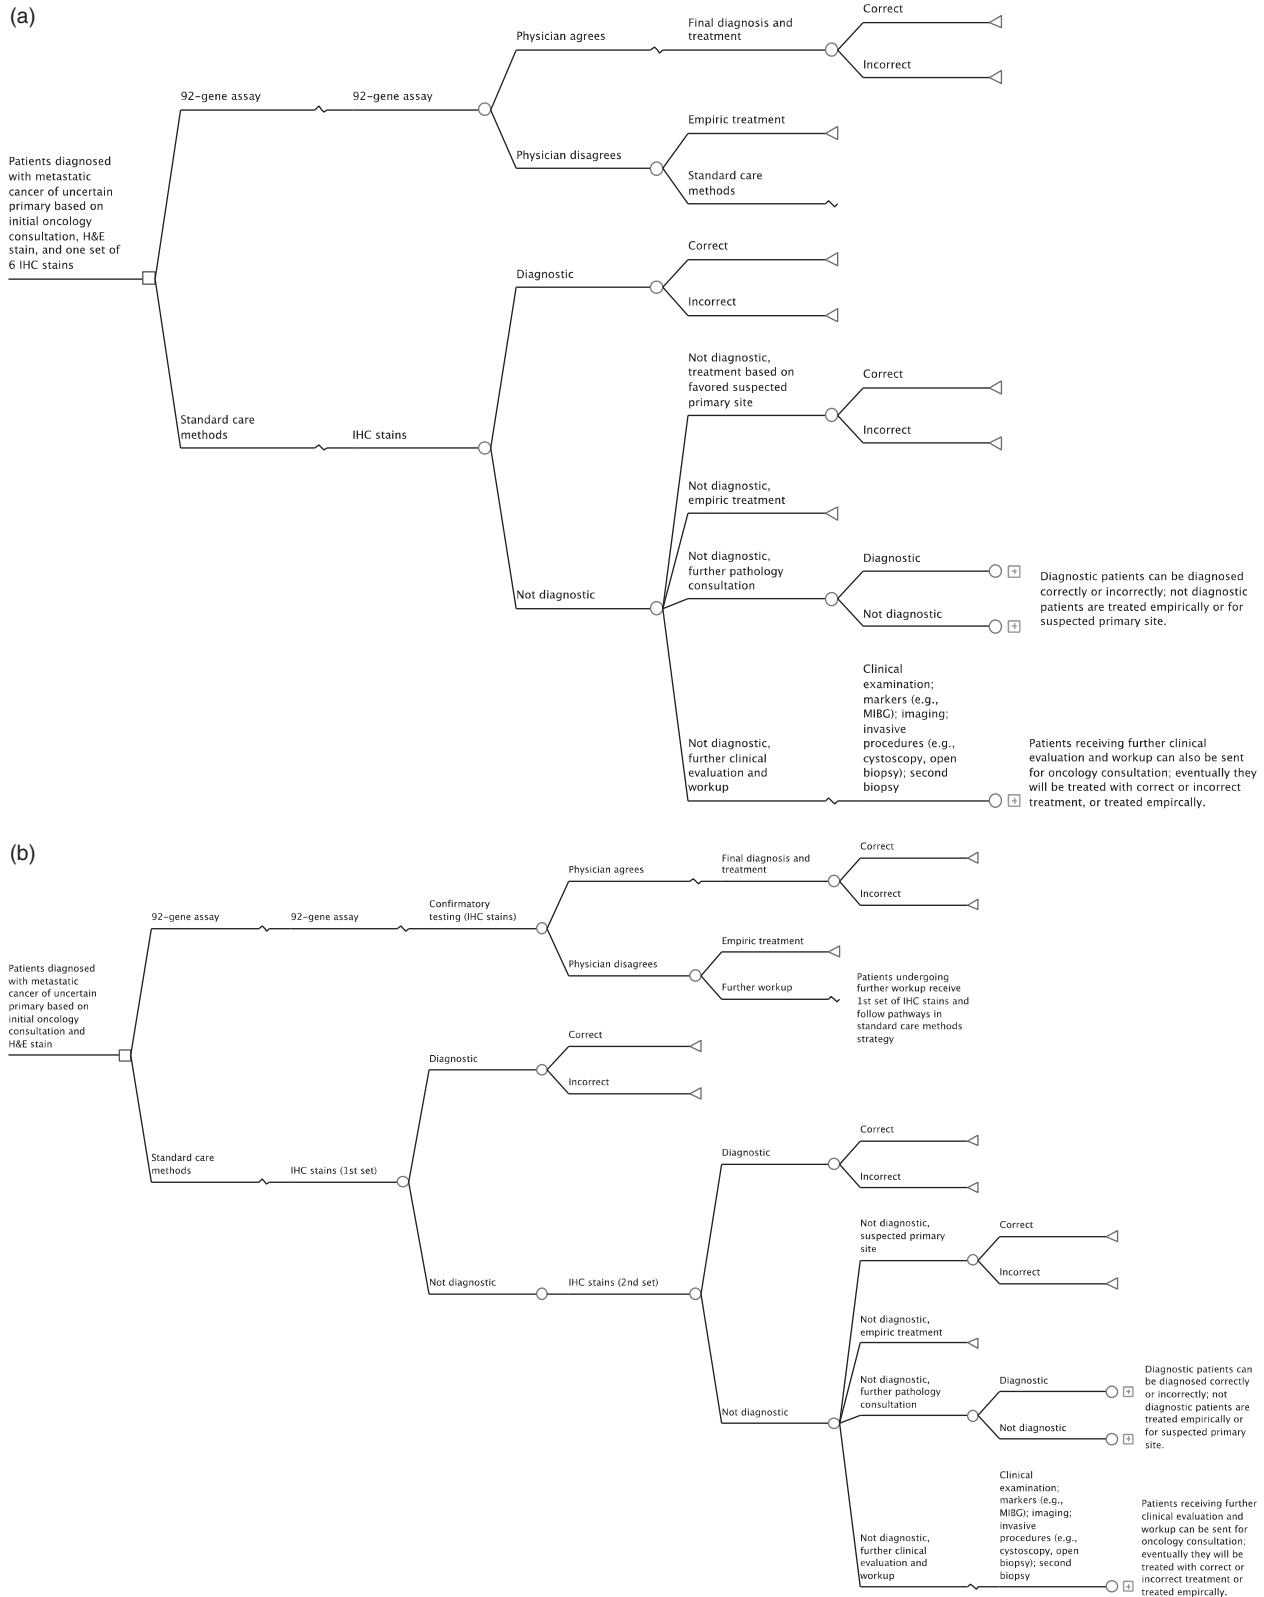 (a)
Patients diagnosed
with metastatic
cancer of uncertain
primary based on
initial oncology
consultation, H&E
stain, and one set of
6 IHC stains
92-gene assay
92-gene assay
Physician agrees
Final diagnosis and
treatment
Correct
Incorrect
Physician disagrees
Empiric treatment
Standard care
methods
Standard care
methods
IHC stains
Diagnostic
Correct
Incorrect
Not diagnostic
Not diagnostic,
treatment based on
favored suspected
primary site
Correct
Incorrect
Not diagnostic,
empiric treatment
Not diagnostic,
further pathology
consultation
Diagnostic
Not diagnostic
Diagnostic patients can be diagnosed
correctly or incorrectly; not diagnostic
patients are treated empirically or for
suspected primary site.
Not diagnostic,
further clinical
evaluation and
workup
Clinical
examination;
markers (e.g.,
MIBG); imaging;
invasive
procedures (e.g.,
cystoscopy, open
biopsy); second
biopsy
Patients receiving further clinical
evaluation and workup can also be sent
for oncology consultation; eventually they
will be treated with correct or incorrect
treatment, or treated empircally.
(b)
Patients diagnosed
with metastatic
cancer of uncertain
primary based on
initial oncology
consultation and
H&E stain
92-gene assay
92-gene assay
Confirmatory
testing (IHC stains)
Physician agrees
Final diagnosis and
treatment
Correct
Incorrect
Physician disagrees
Empiric treatment
Further workup
Patients undergoing
further workup receive
1st set of IHC stains and
follow pathways in
standard care methods
strategy
Standard care
methods
IHC stains (1st set)
Diagnostic
Correct
Incorrect
Not diagnostic
IHC stains (2nd set)
Diagnostic
Correct
Incorrect
Not diagnostic
Not diagnostic,
suspected primary
site
Correct
Incorrect
Not diagnostic,
empiric treatment
Not diagnostic,
further pathology
consultation
Diagnostic
Not diagnostic
Diagnostic patients can
be diagnosed correctly
or incorrectly; not
diagnostic patients are
treated empirically or
for suspected primary
site.
Not diagnostic,
further clinical
evaluation and
workup
Clinical
examination;
markers (e.g.,
MIBG); imaging;
invasive
procedures (e.g.,
cystoscopy, open
biopsy); second
biopsy
Patients receiving further
clinical evaluation and
workup can be sent for
oncology consultation;
eventually they will be
treated with correct or
incorrect treatment or
treated empircally.